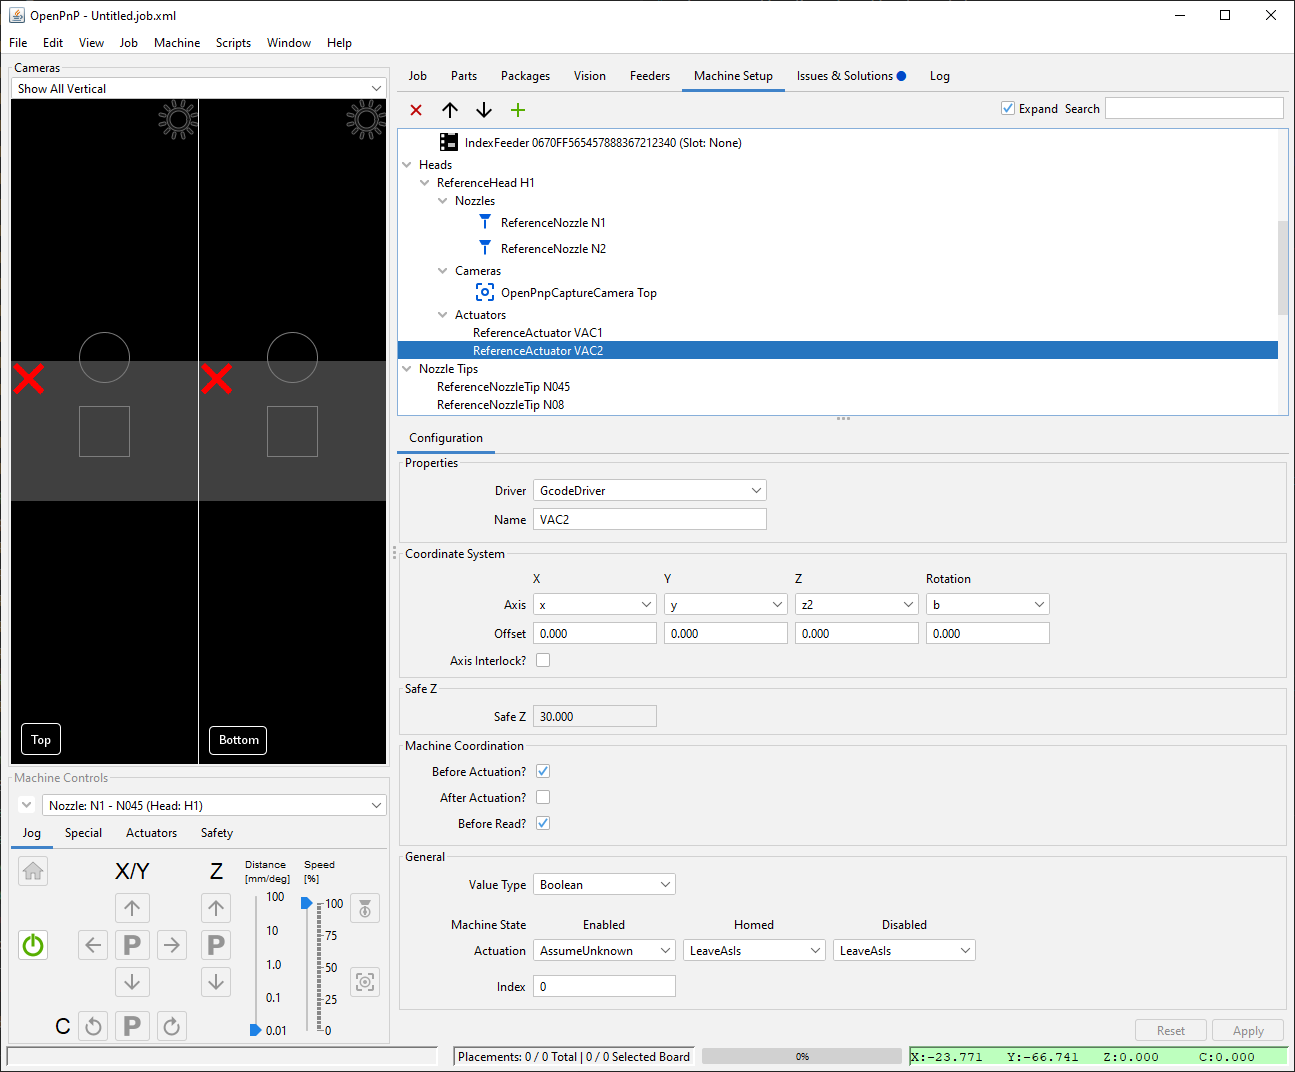 OpenPnP - Untitled.job.xml
File Edit View Job Machine Scripts Window Help
Cameras
Show All Vertical
Top
Bottom
Machine Controls
Nozzle: N1 - N045 (Head: H1)
Jog Special Actuators Safety
X/Y Z
Distance [mm/deg]
Speed [%]
100
10
1.0
0.1
0.01
100
75
50
25
0
P P
C P
Job Parts Packages Vision Feeders Machine Setup Issues & Solutions Log
Expand Search
IndexFeeder 0670FF565457888367212340 (Slot: None)
Heads
ReferenceHead H1
Nozzles
ReferenceNozzle N1
ReferenceNozzle N2
Cameras
OpenPnpCaptureCamera Top
Actuators
ReferenceActuator VAC1
ReferenceActuator VAC2
Nozzle Tips
ReferenceNozzleTip N045
ReferenceNozzleTip N08
Configuration
Properties
Driver GcodeDriver
Name VAC2
Coordinate System
X Y Z Rotation
Axis x y z2 b
Offset 0.000 0.000 0.000 0.000
Axis Interlock?
Safe Z
Safe Z 30.000
Machine Coordination
Before Actuation?
After Actuation?
Before Read?
General
Value Type Boolean
Machine State Enabled Homed Disabled
Actuation AssumeUnknown LeaveAsIs LeaveAsIs
Index 0
Reset Apply
Placements: 0 / 0 Total | 0 / 0 Selected Board
0%
X:-23.771 Y:-66.741 Z:0.000 C:0.000